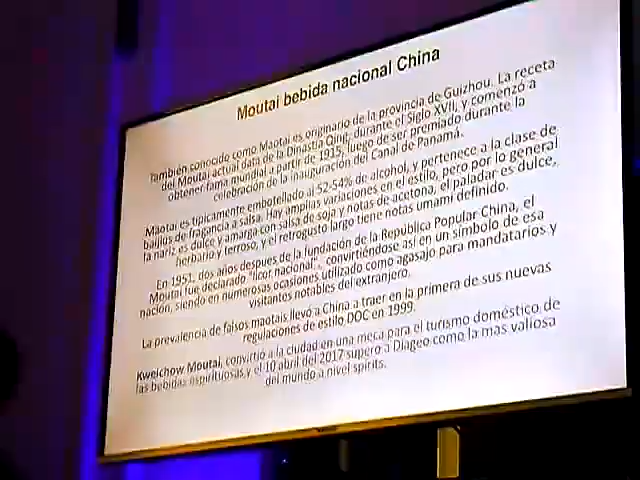 Moutai bebida nacional China
También conocido como Maotai es originario de la provincia de Guizhou. La receta
del Moutai actual data de la Dinastía Qing, durante el Siglo XVII, y comenzó a
obtener fama mundial a partir de 1915, luego de ser premiado durante la
celebración de la inauguración del Canal de Panamá.
Maotai es típicamente embotellado al 52-54% de alcohol, y pertenece a la clase de
baijius de fragancia a salsa. Hay amplias variaciones en el estilo, pero por lo general
la nariz es dulce y amarga con salsa de soja y notas de acetona, el paladar es dulce,
herbario y terroso, y el retrogusto largo tiene notas umami definido.
En 1951, dos años despues de la fundación de la República Popular China, el
Moutai fue declarado "licor nacional", convirtiéndose así en un símbolo de esa
nación, siendo en numerosas ocasiones utilizado como agasajo para mandatarios y
visitantes notables del extranjero.
La prevalencia de falsos maotais llevó a China a traer en la primera de sus nuevas
regulaciones de estilo DOC en 1999.
Kweichow Moutai, convirtió a la ciudad en una meca para el turismo doméstico de
las bebidas espirituosas y el 10 abril del 2017 supero a Diageo como la mas valiosa
del mundo a nivel spirits.